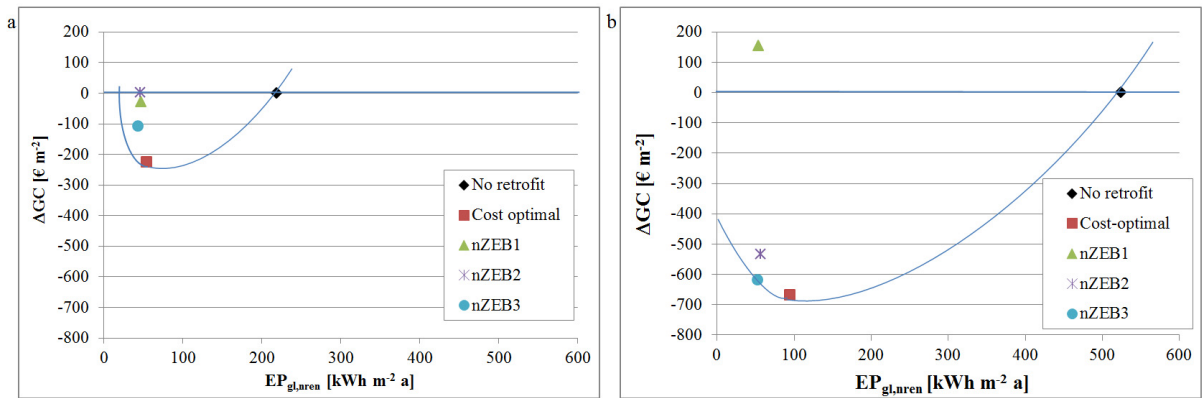 a
200
100
0
-100
-200
-300
-400
-500
-600
-700
-800
ΔGC [€ m-2]
0 100 200 300 400 500 600
EPgl,nren [kWh m-2 a]
No retrofit
Cost optimal
nZEB1
nZEB2
nZEB3
b
200
100
0
-100
-200
-300
-400
-500
-600
-700
-800
ΔGC [€ m-2]
0 100 200 300 400 500 600
EPgl,nren [kWh m-2 a]
No retrofit
Cost-optimal
nZEB1
nZEB2
nZEB3